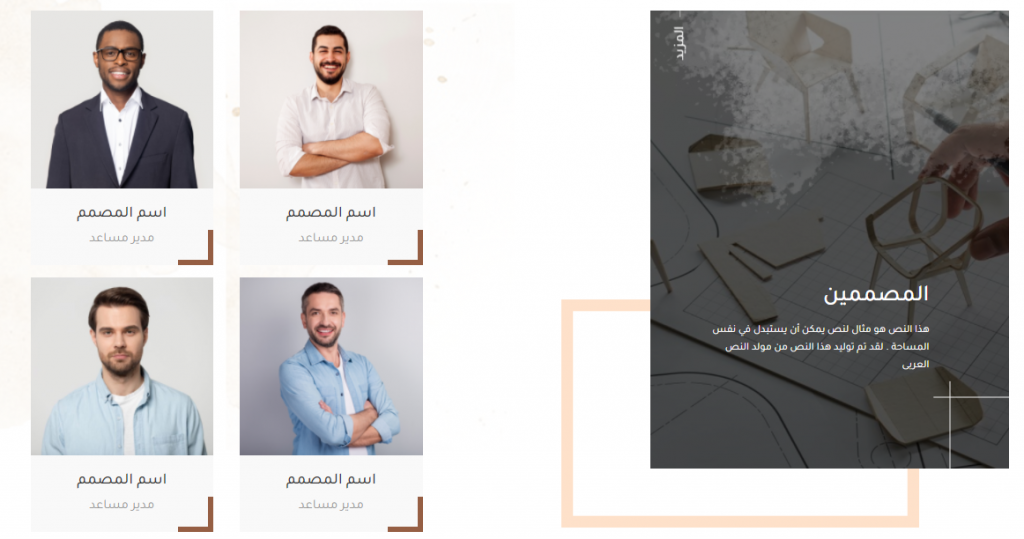 المزيد
المصممين
هذا النص هو مثال لنص يمكن أن يستبدل في نفس
المساحة . لقد تم توليد هذا النص من مولد النص
العربى
اسم المصمم
مدير مساعد
اسم المصمم
مدير مساعد
اسم المصمم
مدير مساعد
اسم المصمم
مدير مساعد